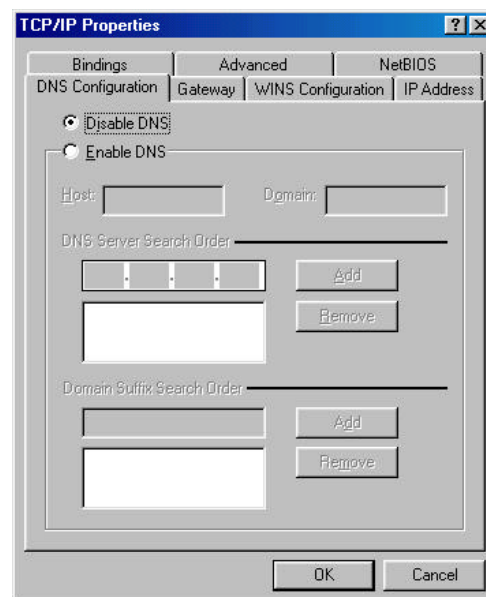 TCP/IP Properties ? X
Bindings Advanced NetBIOS
DNS Configuration Gateway WINS Configuration IP Address
Disable DNS
Enable DNS
Host: Domain:
DNS Server Search Order
. . .
Add
Remove
Domain Suffix Search Order
Add
Remove
OK Cancel